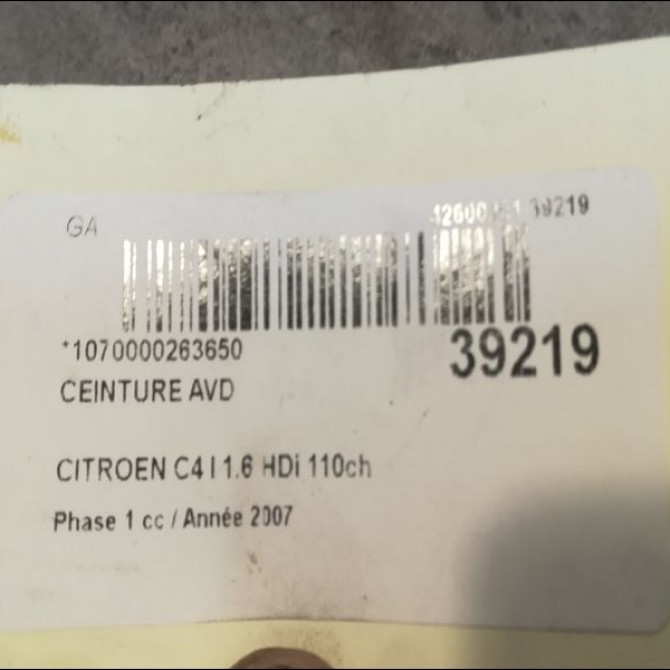 GA
39219
*1070000263650
39219
CEINTURE AVD
CITROEN C4 I 1.6 HDi 110ch
Phase 1 cc / Année 2007